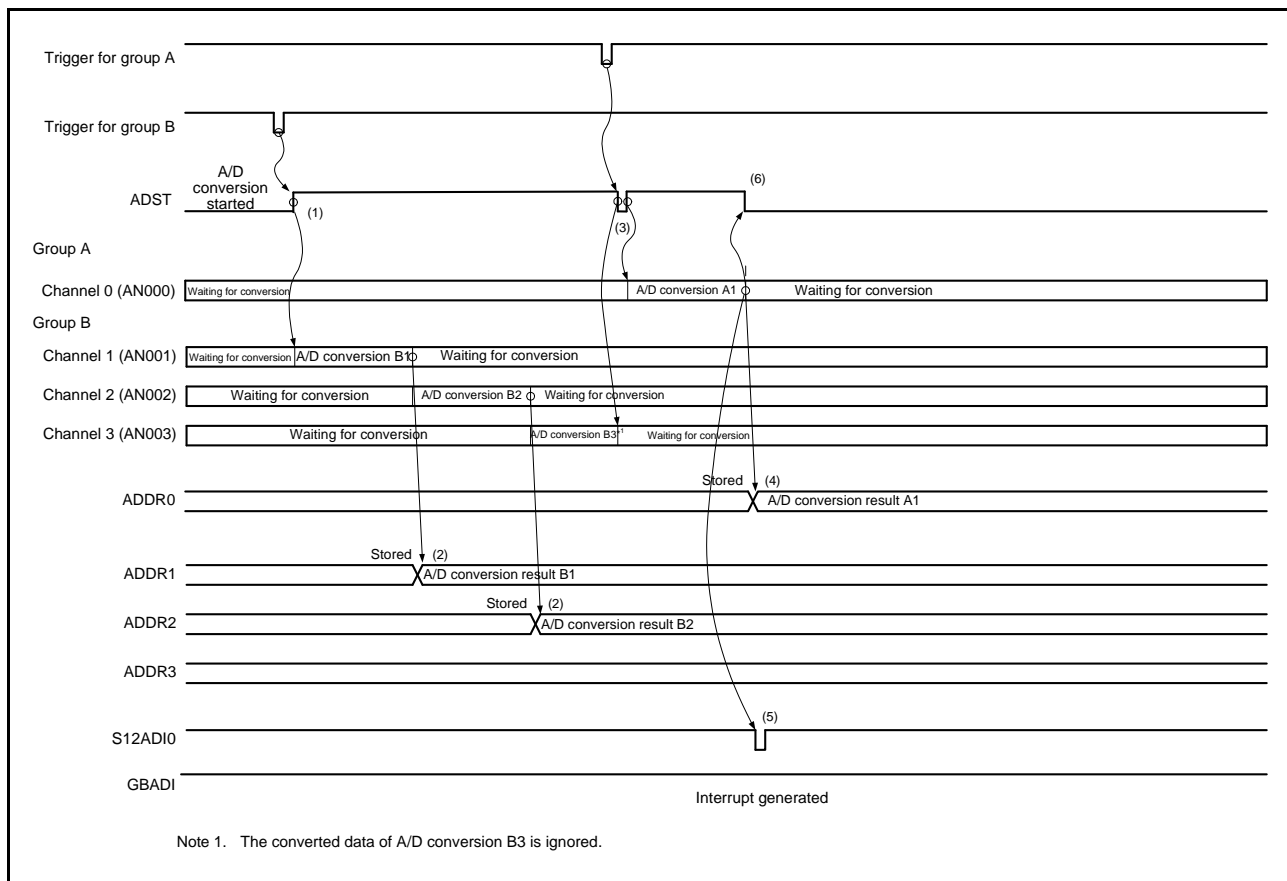 Trigger for group A
Trigger for group B
A/D
conversion
started
ADST
(1)
(3)
(6)
Group A
Channel 0 (AN000)
Waiting for conversion
A/D conversion A1
Waiting for conversion
Group B
Channel 1 (AN001)
Waiting for conversion
A/D conversion B1
Waiting for conversion
Channel 2 (AN002)
Waiting for conversion
A/D conversion B2
Waiting for conversion
Channel 3 (AN003)
Waiting for conversion
A/D conversion B3*1
Waiting for conversion
Stored
(4)
ADDR0
A/D conversion result A1
Stored
(2)
ADDR1
A/D conversion result B1
Stored
(2)
ADDR2
A/D conversion result B2
ADDR3
(5)
S12ADI0
GBADI
Interrupt generated
Note 1. The converted data of A/D conversion B3 is ignored.